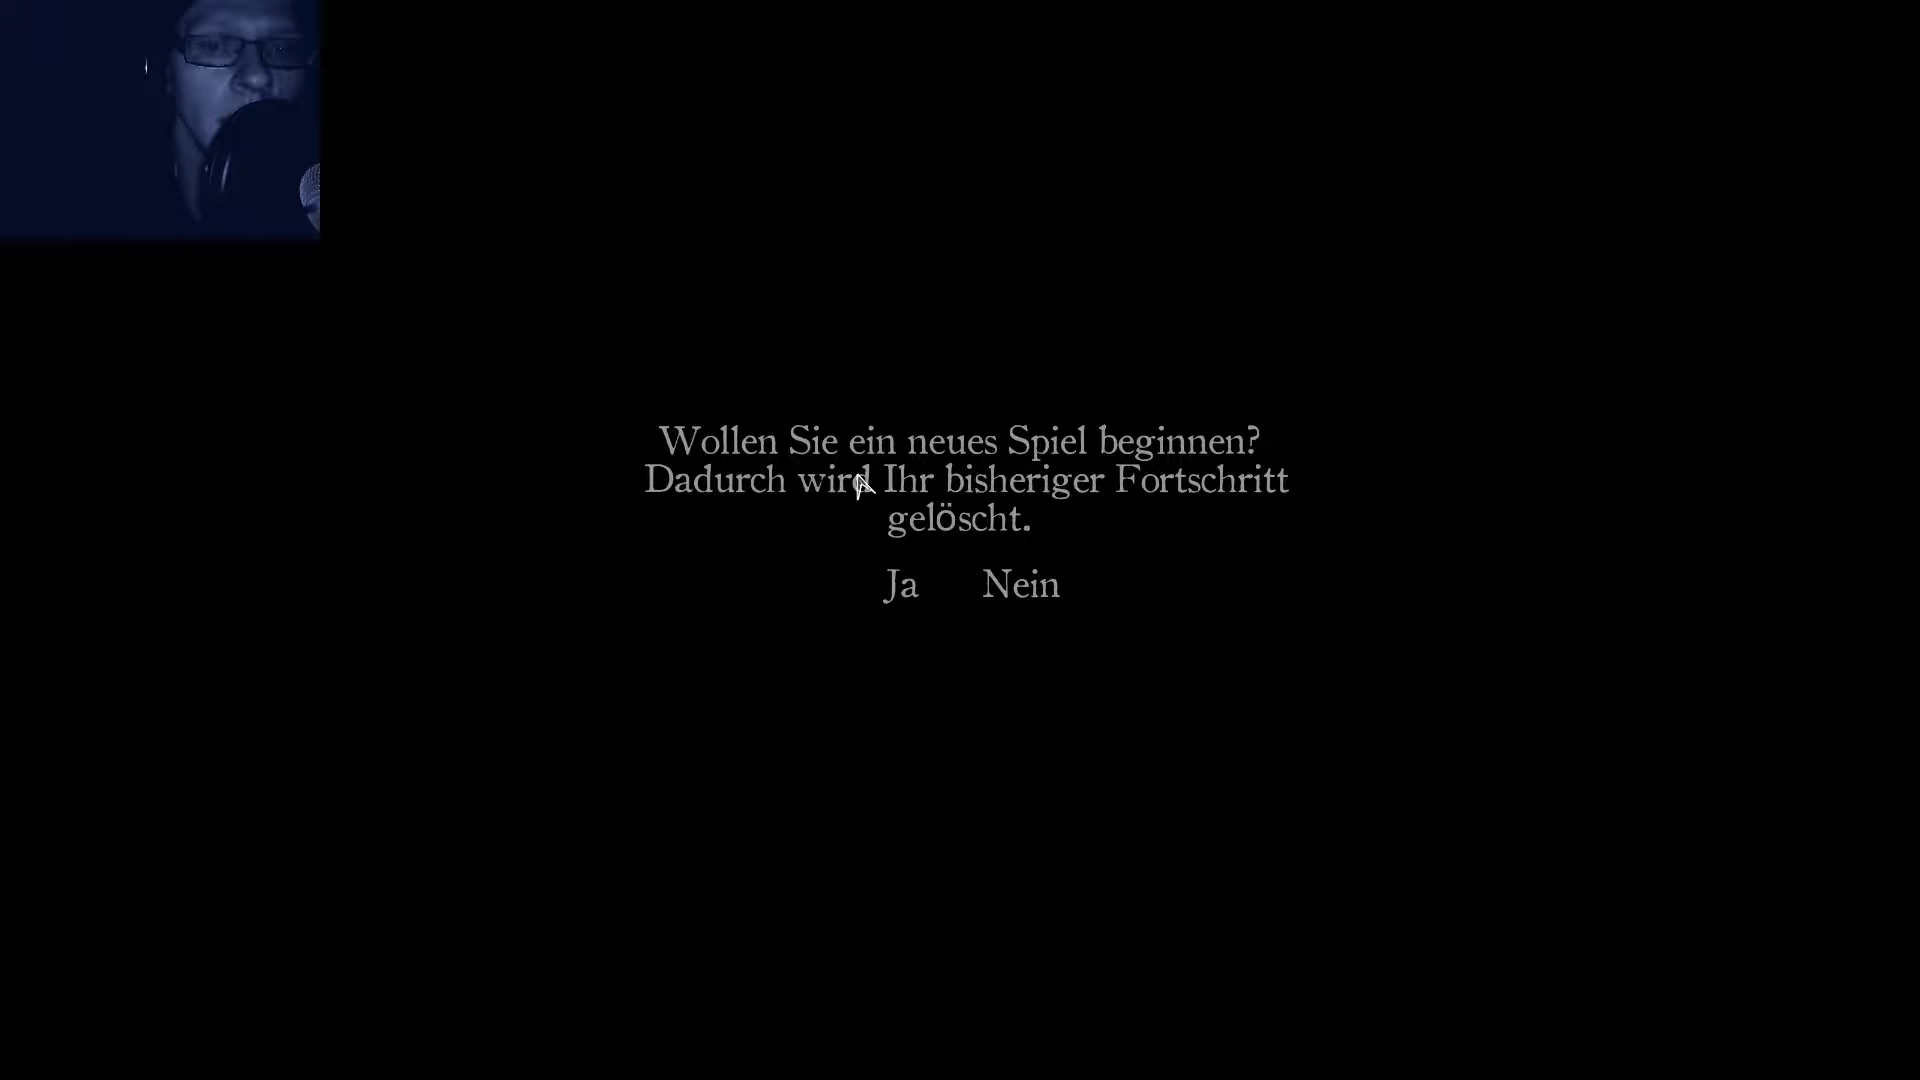 Wollen Sie ein neues Spiel beginnen?
Dadurch wird Ihr bisheriger Fortschritt
gelöscht.
Ja Nein